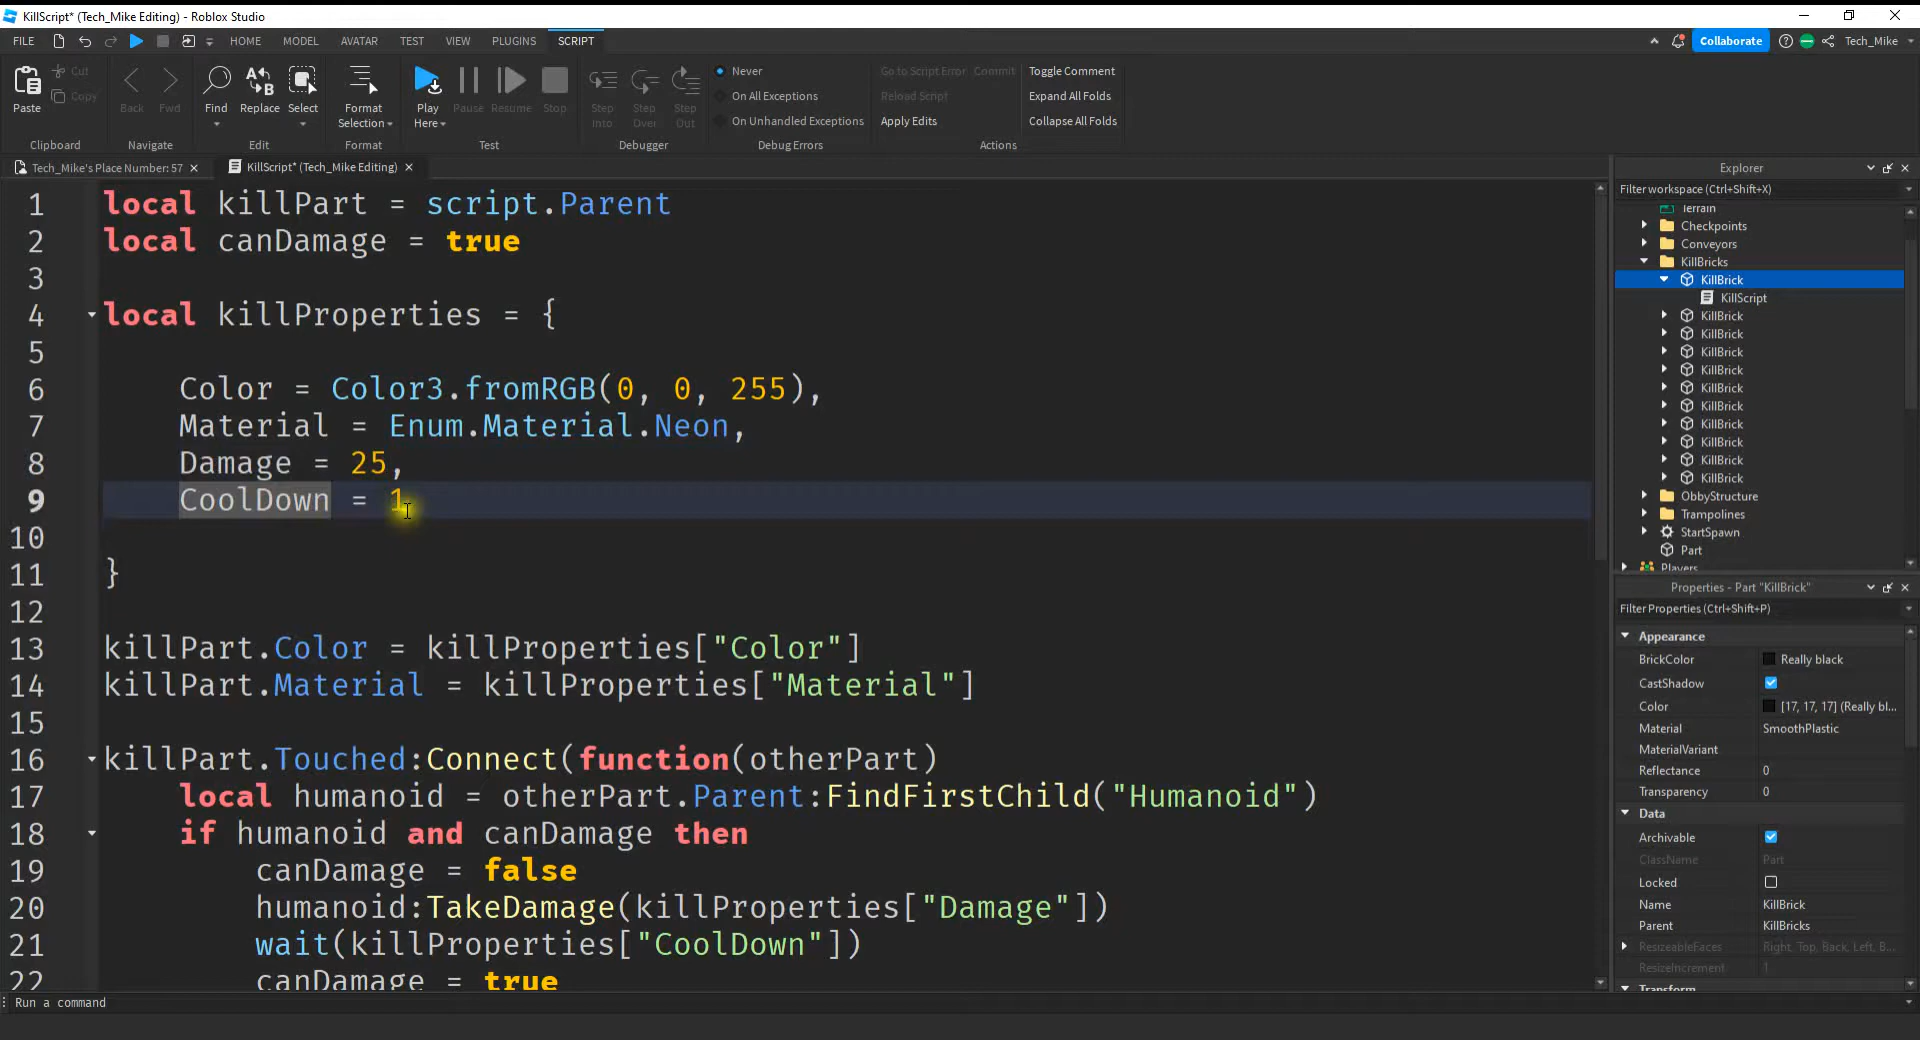 KillScript* (Tech_Mike Editing) - Roblox Studio
FILE HOME MODEL AVATAR TEST VIEW PLUGINS SCRIPT Collaborate Tech_Mike
Paste Cut Copy
Back Fwd
Find Replace Select
Format Selection
Play Here Pause Resume Stop
Step Into Step Over Step Out
Never
On All Exceptions
On Unhandled Exceptions
Go to Script Error Commit
Reload Script
Apply Edits
Toggle Comment
Expand All Folds
Collapse All Folds
Clipboard Navigate Edit Format Test Debugger Debug Errors Actions
Tech_Mike's Place Number: 57 KillScript* (Tech_Mike Editing)
1 local killPart = script.Parent
2 local canDamage = true
3
4 local killProperties = {
5
6 Color = Color3.fromRGB(0, 0, 255),
7 Material = Enum.Material.Neon,
8 Damage = 25,
9 CoolDown = 1
10
11 }
12
13 killPart.Color = killProperties["Color"]
14 killPart.Material = killProperties["Material"]
15
16 killPart.Touched:Connect(function(otherPart)
17 local humanoid = otherPart.Parent:FindFirstChild("Humanoid")
18 if humanoid and canDamage then
19 canDamage = false
20 humanoid:TakeDamage(killProperties["Damage"])
21 wait(killProperties["CoolDown"])
22 canDamage = true
Run a command
Explorer
Filter workspace (Ctrl+Shift+X)
Terrain
Checkpoints
Conveyors
KillBricks
KillBrick
KillScript
KillBrick
KillBrick
KillBrick
KillBrick
KillBrick
KillBrick
KillBrick
KillBrick
KillBrick
KillBrick
ObbyStructure
Trampolines
StartSpawn
Part
Players
Properties - Part "KillBrick"
Filter Properties (Ctrl+Shift+P)
Appearance
BrickColor Really black
CastShadow
Color [17, 17, 17] (Really bl...
Material SmoothPlastic
MaterialVariant
Reflectance 0
Transparency 0
Data
Archivable
ClassName Part
Locked
Name KillBrick
Parent KillBricks
ResizeableFaces Right, Top, Back, Left, B...
ResizeIncrement 1
Transform